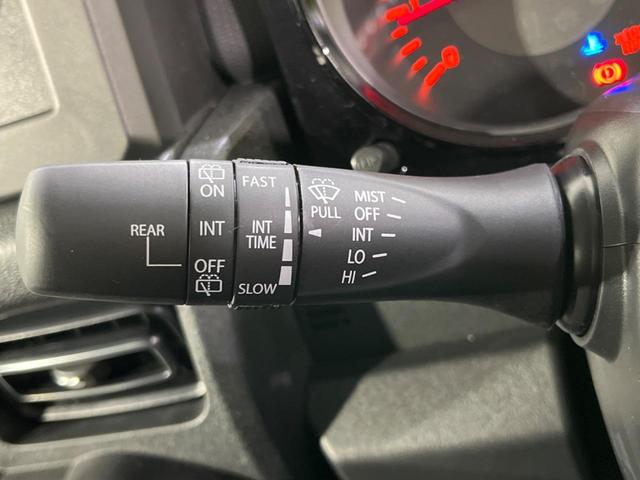 REAR
ON
INT
OFF
FAST
INT
TIME
SLOW
PULL
MIST
OFF
INT
LO
HI